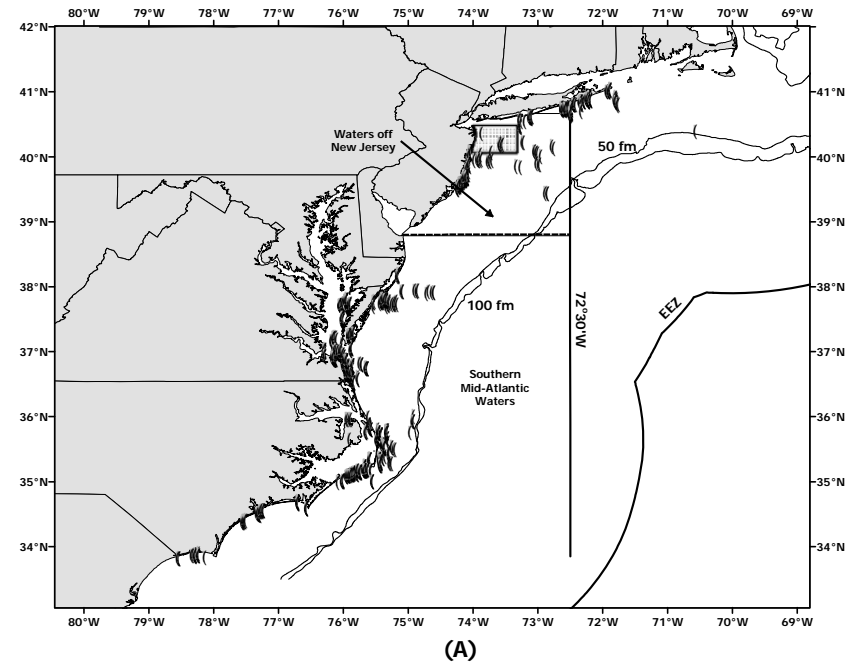 80°W 79°W 78°W 77°W 76°W 75°W 74°W 73°W 72°W 71°W 70°W 69°W
42°N 42°N
41°N 41°N
Waters off
New Jersey
50 fm
40°N 40°N
39°N 39°N
38°N 38°N
100 fm
72°30'W
EEZ
37°N 37°N
Southern
Mid-Atlantic
Waters
36°N 36°N
35°N 35°N
34°N 34°N
80°W 79°W 78°W 77°W 76°W 75°W 74°W 73°W 72°W 71°W 70°W 69°W
(A)